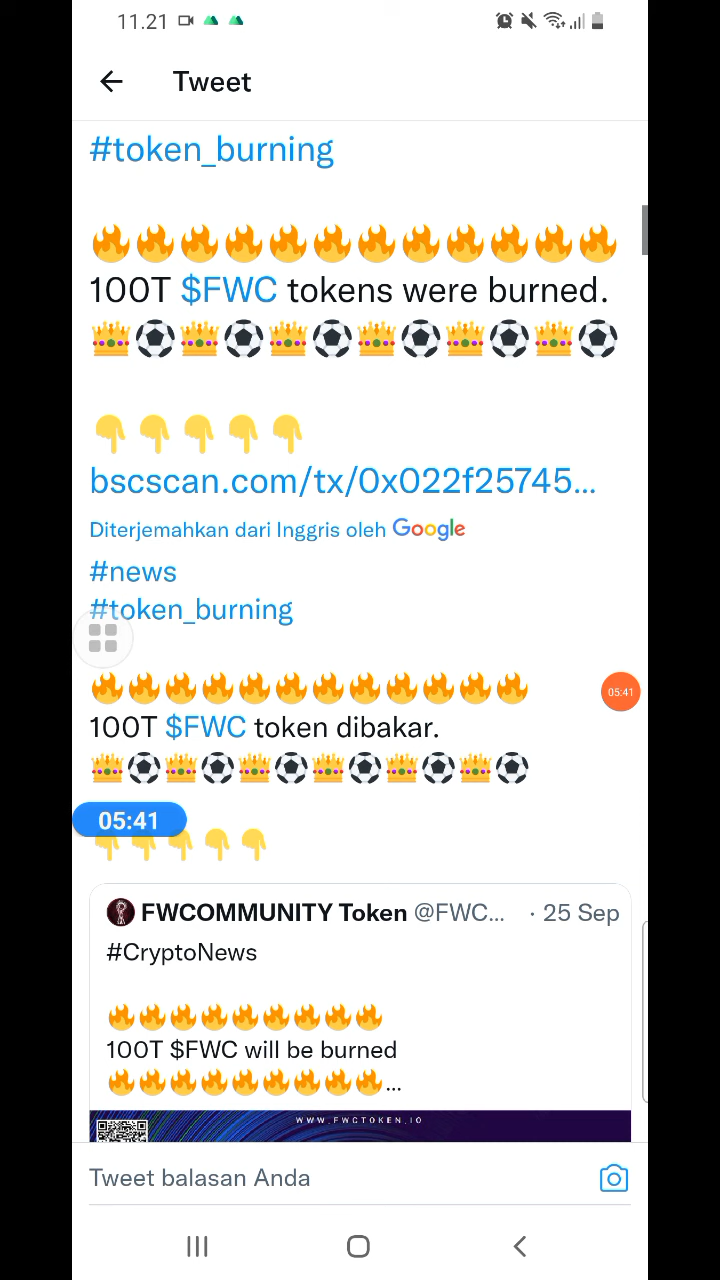 11.21
Tweet
#token_burning
🔥🔥🔥🔥🔥🔥🔥🔥🔥🔥🔥🔥
100T $FWC tokens were burned.
👑⚽👑⚽👑⚽👑⚽👑⚽👑⚽
👇👇👇👇👇
bscscan.com/tx/0x022f25745...
Diterjemahkan dari Inggris oleh Google
#news
#token_burning
🔥🔥🔥🔥🔥🔥🔥🔥🔥🔥🔥🔥
05:41
100T $FWC token dibakar.
👑⚽👑⚽👑⚽👑⚽👑⚽👑⚽
05:41
👇👇👇👇👇
FWCOMMUNITY Token @FWC... · 25 Sep
#CryptoNews
🔥🔥🔥🔥🔥🔥🔥🔥🔥
100T $FWC will be burned
🔥🔥🔥🔥🔥🔥🔥🔥🔥...
WWW.FWCTOKEN.IO
Tweet balasan Anda